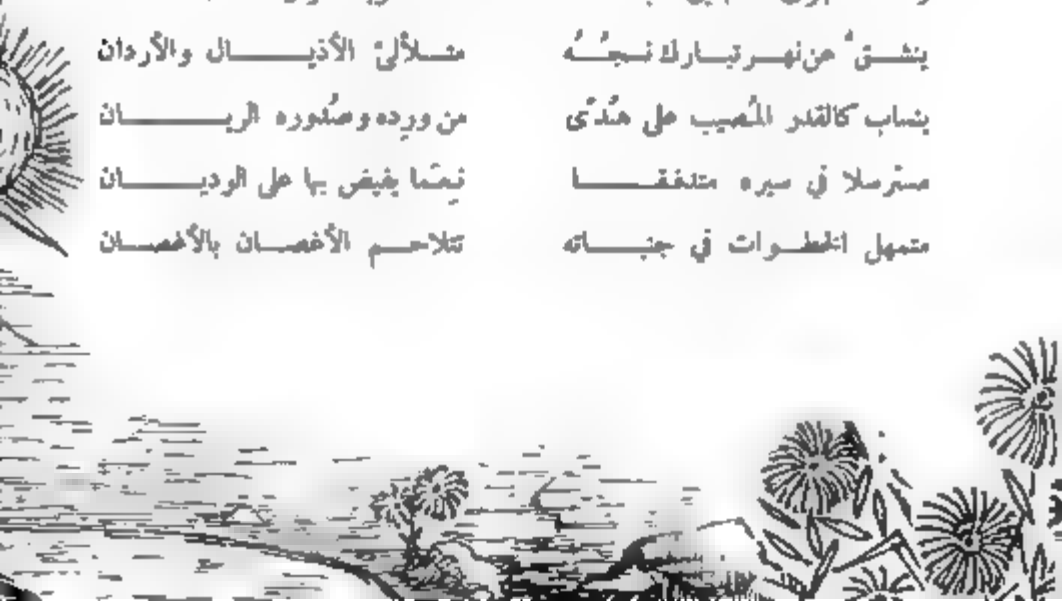 ينشق عن نهر تبارك نجمه متلألئ الأذيال والأردان
ينساب كالقدر المصيب على هدى من ورده وصدوره الريان
مسترسلا في سيره متدفقا نعما يفيض بها على الوديان
متمهل الخطوات في جنباته تتلاحم الأغصان بالأغصان